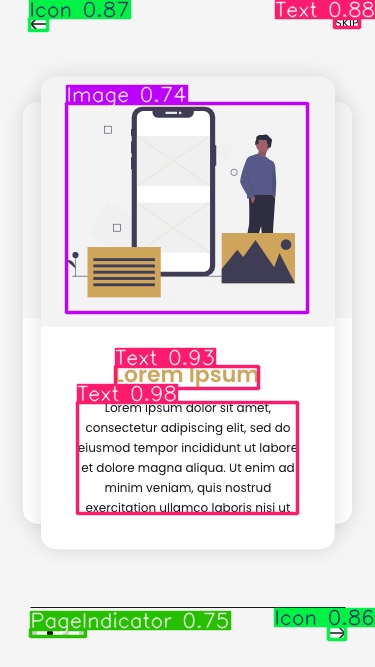 Icon 0.87
Text 0.88
SKIP
Image 0.74
Text 0.93
Lorem Ipsum
Text 0.98
Lorem ipsum dolor sit amet,
consectetur adipiscing elit, sed do
eiusmod tempor incididunt ut labore
et dolore magna aliqua. Ut enim ad
minim veniam, quis nostrud
exercitation ullamco laboris nisi ut
PageIndicator 0.75
Icon 0.86